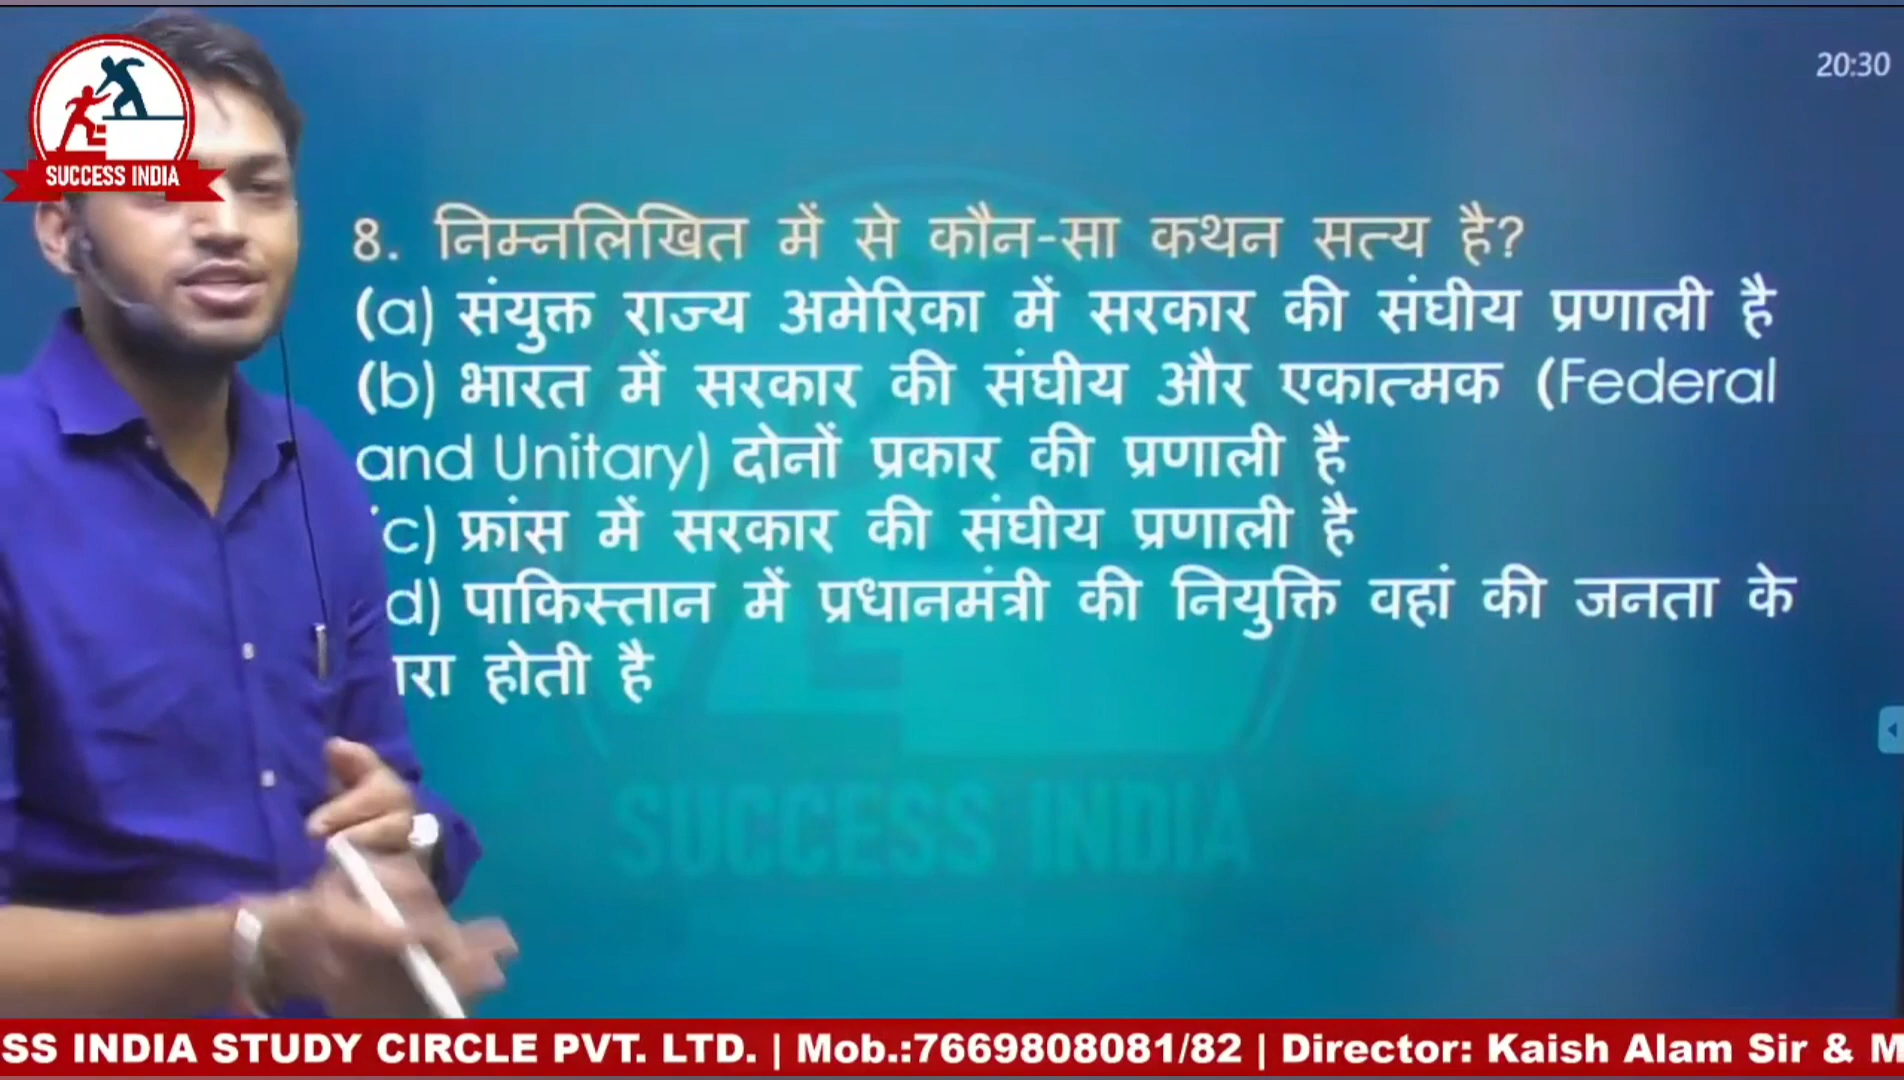 SUCCESS INDIA
20:30
8. निम्नलिखित में से कौन-सा कथन सत्य है?
(a) संयुक्त राज्य अमेरिका में सरकार की संघीय प्रणाली है
(b) भारत में सरकार की संघीय और एकात्मक (Federal
and Unitary) दोनों प्रकार की प्रणाली है
c) फ्रांस में सरकार की संघीय प्रणाली है
d) पाकिस्तान में प्रधानमंत्री की नियुक्ति वहां की जनता के
होती है
SUCCESS INDIA
SS INDIA STUDY CIRCLE PVT. LTD. | Mob.:7669808081/82 | Director: Kaish Alam Sir & M